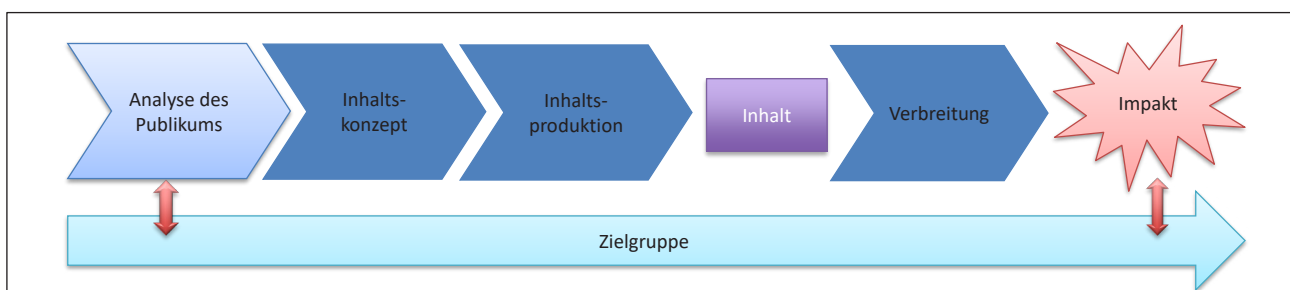 Analyse des
Publikums
Inhalts-
konzept
Inhalts-
produktion
Inhalt
Verbreitung
Impakt
Zielgruppe